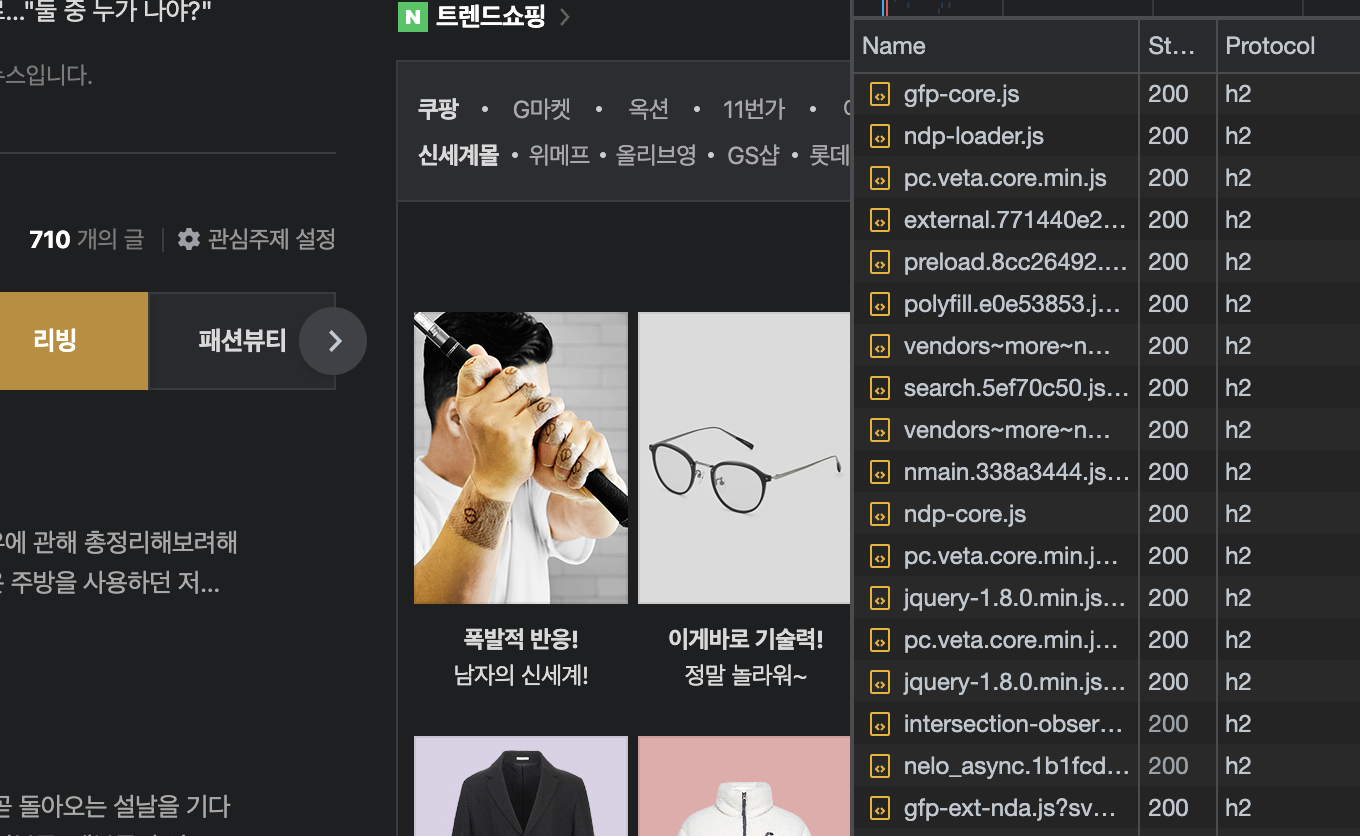 ..."둘 중 누가 나야?"
뉴스입니다.
710 개의 글
관심주제 설정
리빙
패션뷰티
에 관해 총정리해보려해
주방을 사용하던 저...
곧 돌아오는 설날을 기다
N 트렌드쇼핑
쿠팡 • G마켓 • 옥션 • 11번가 •
신세계몰 • 위메프 • 올리브영 • GS샵 • 롯데
폭발적 반응!
남자의 신세계!
이게바로 기술력!
정말 놀라워~
Name St... Protocol
gfp-core.js 200 h2
ndp-loader.js 200 h2
pc.veta.core.min.js 200 h2
external.771440e2... 200 h2
preload.8cc26492.... 200 h2
polyfill.e0e53853.j... 200 h2
vendors~more~n... 200 h2
search.5ef70c50.js... 200 h2
vendors~more~n... 200 h2
nmain.338a3444.js... 200 h2
ndp-core.js 200 h2
pc.veta.core.min.j... 200 h2
jquery-1.8.0.min.js... 200 h2
pc.veta.core.min.j... 200 h2
jquery-1.8.0.min.js... 200 h2
intersection-obser... 200 h2
nelo_async.1b1fcd... 200 h2
gfp-ext-nda.js?sv... 200 h2